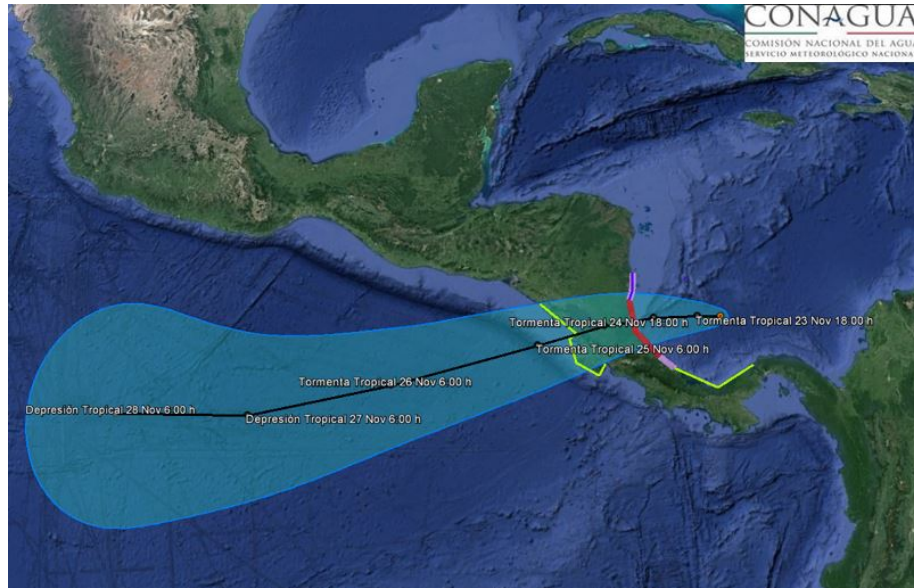 CONAGUA
COMISIÓN NACIONAL DEL AGUA
SERVICIO METEOROLÓGICO NACIONAL
Tormenta Tropical 24 Nov 18:00 h
Tormenta Tropical 23 Nov 18:00 h
Tormenta Tropical 25 Nov 6:00 h
Tormenta Tropical 26 Nov 6:00 h
Depresión Tropical 28 Nov 6:00 h
Depresión Tropical 27 Nov 6:00 h